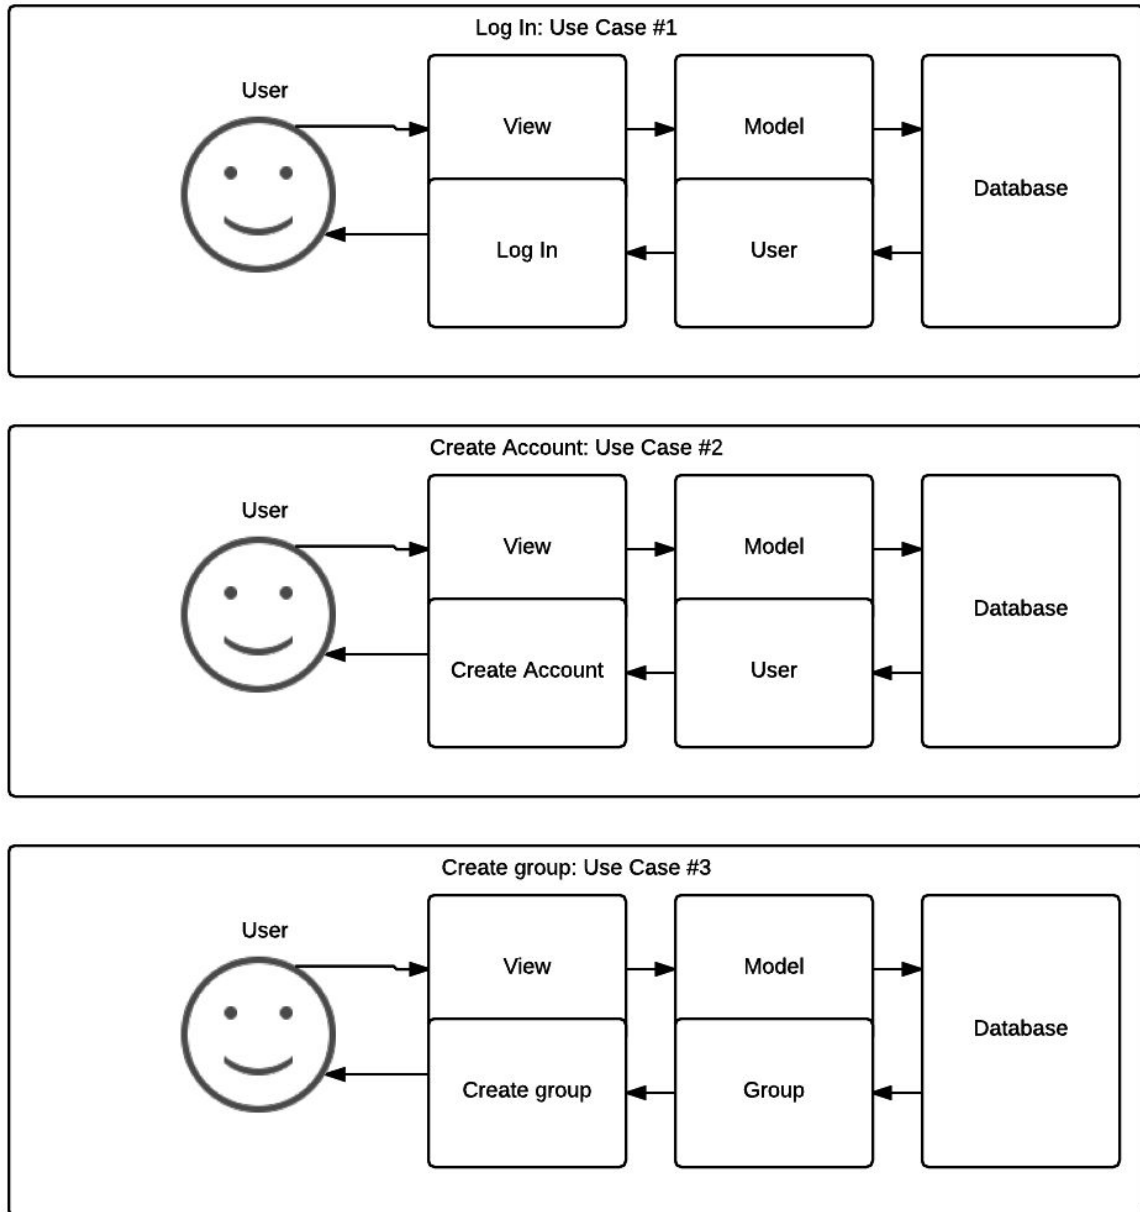 Log In: Use Case #1
User
View
Model
Database
Log In
User
Create Account: Use Case #2
User
View
Model
Database
Create Account
User
Create group: Use Case #3
User
View
Model
Database
Create group
Group